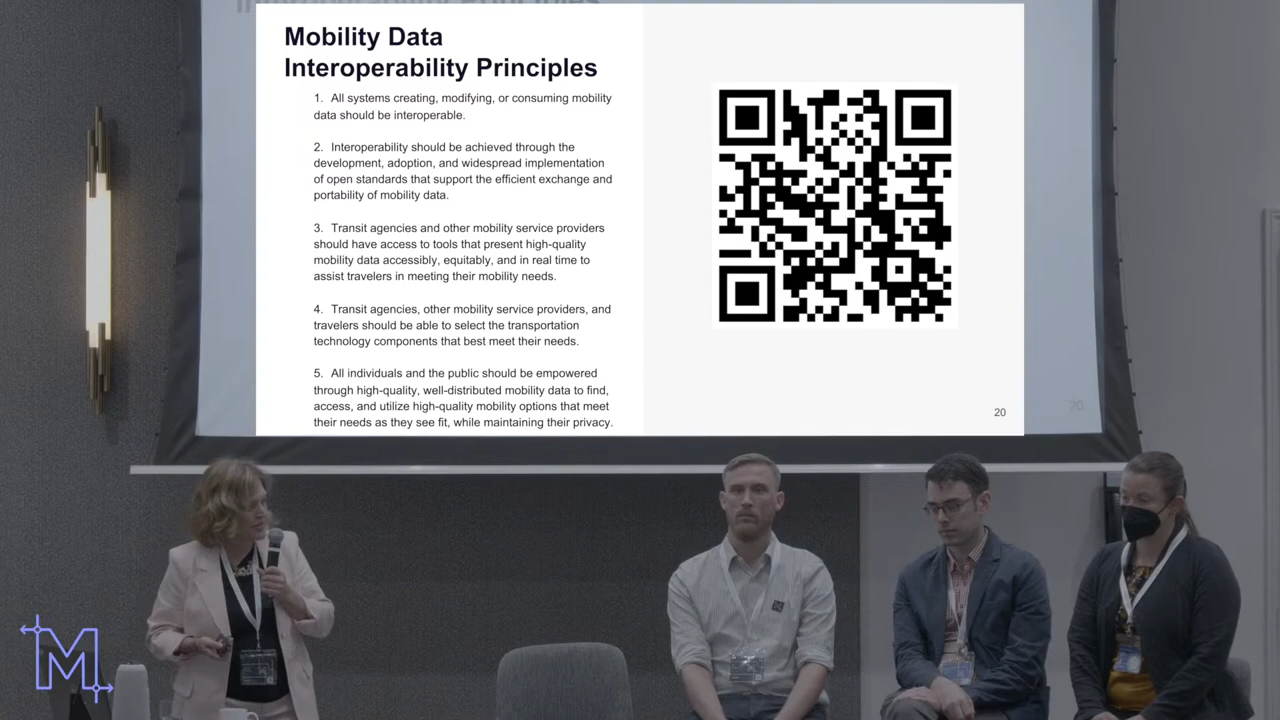 Mobility Data
Interoperability Principles
1. All systems creating, modifying, or consuming mobility
data should be interoperable.
2. Interoperability should be achieved through the
development, adoption, and widespread implementation
of open standards that support the efficient exchange and
portability of mobility data.
3. Transit agencies and other mobility service providers
should have access to tools that present high-quality
mobility data accessibly, equitably, and in real time to
assist travelers in meeting their mobility needs.
4. Transit agencies, other mobility service providers, and
travelers should be able to select the transportation
technology components that best meet their needs.
5. All individuals and the public should be empowered
through high-quality, well-distributed mobility data to find,
access, and utilize high-quality mobility options that meet
their needs as they see fit, while maintaining their privacy.
20
20
M